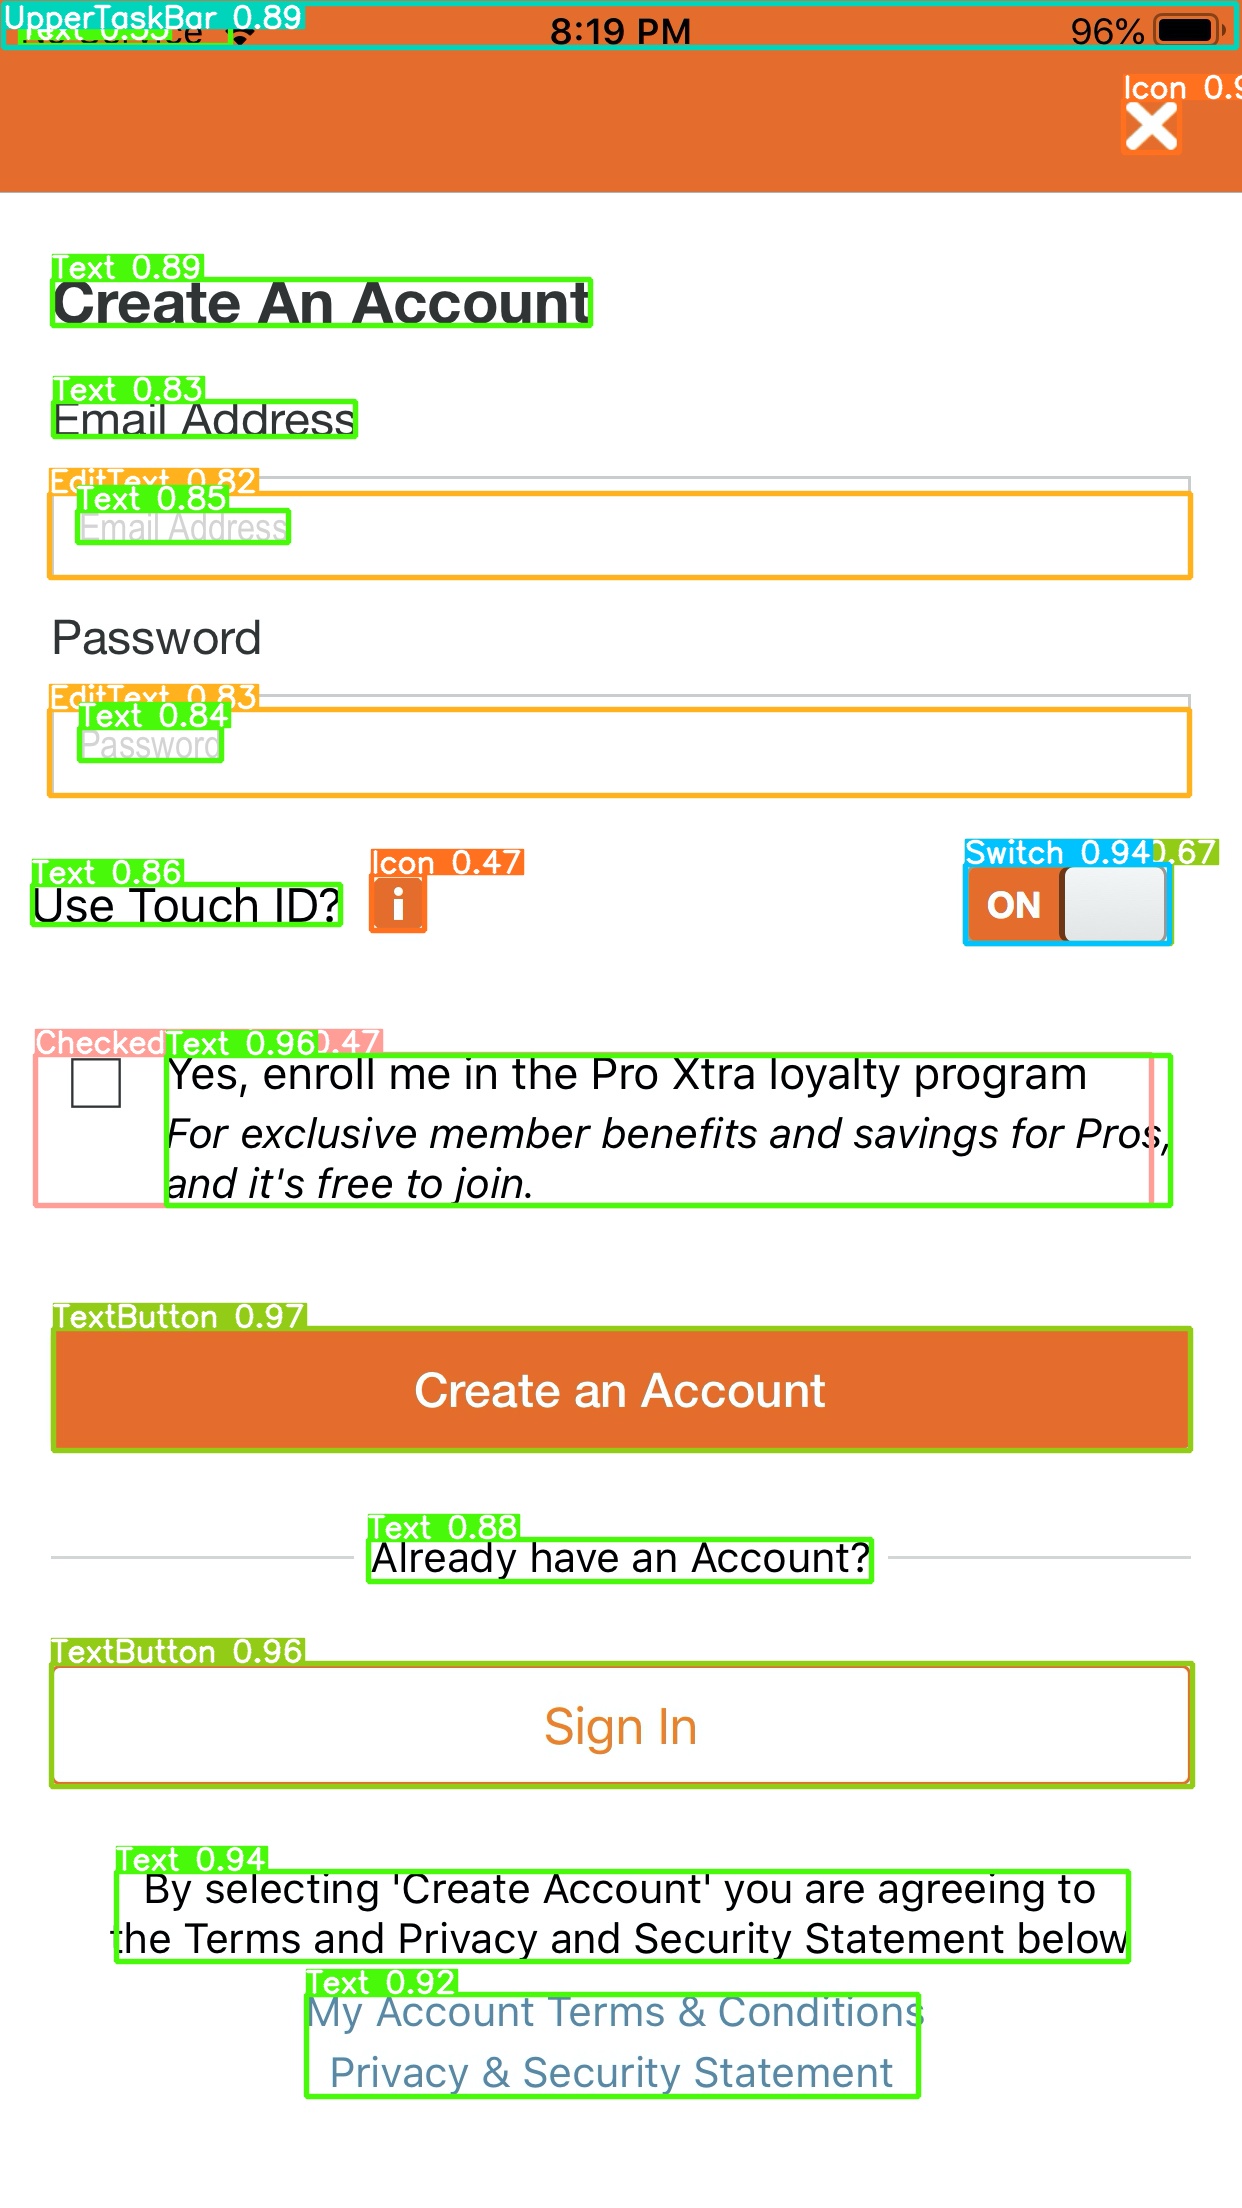 UpperTaskBar 0.89
8:19 PM
96%
Icon 0.9
Text 0.89
Create An Account
Text 0.83
Email Address
EditText 0.82
Text 0.85
Email Address
Password
EditText 0.83
Text 0.84
Password
Text 0.86
Icon 0.47
Switch 0.94
0.67
Use Touch ID?
i
ON
Checked
Text 0.96
0.47
Yes, enroll me in the Pro Xtra loyalty program
For exclusive member benefits and savings for Pros,
and it's free to join.
TextButton 0.97
Create an Account
Text 0.88
Already have an Account?
TextButton 0.96
Sign In
Text 0.94
By selecting 'Create Account' you are agreeing to
the Terms and Privacy and Security Statement below
Text 0.92
My Account Terms & Conditions
Privacy & Security Statement